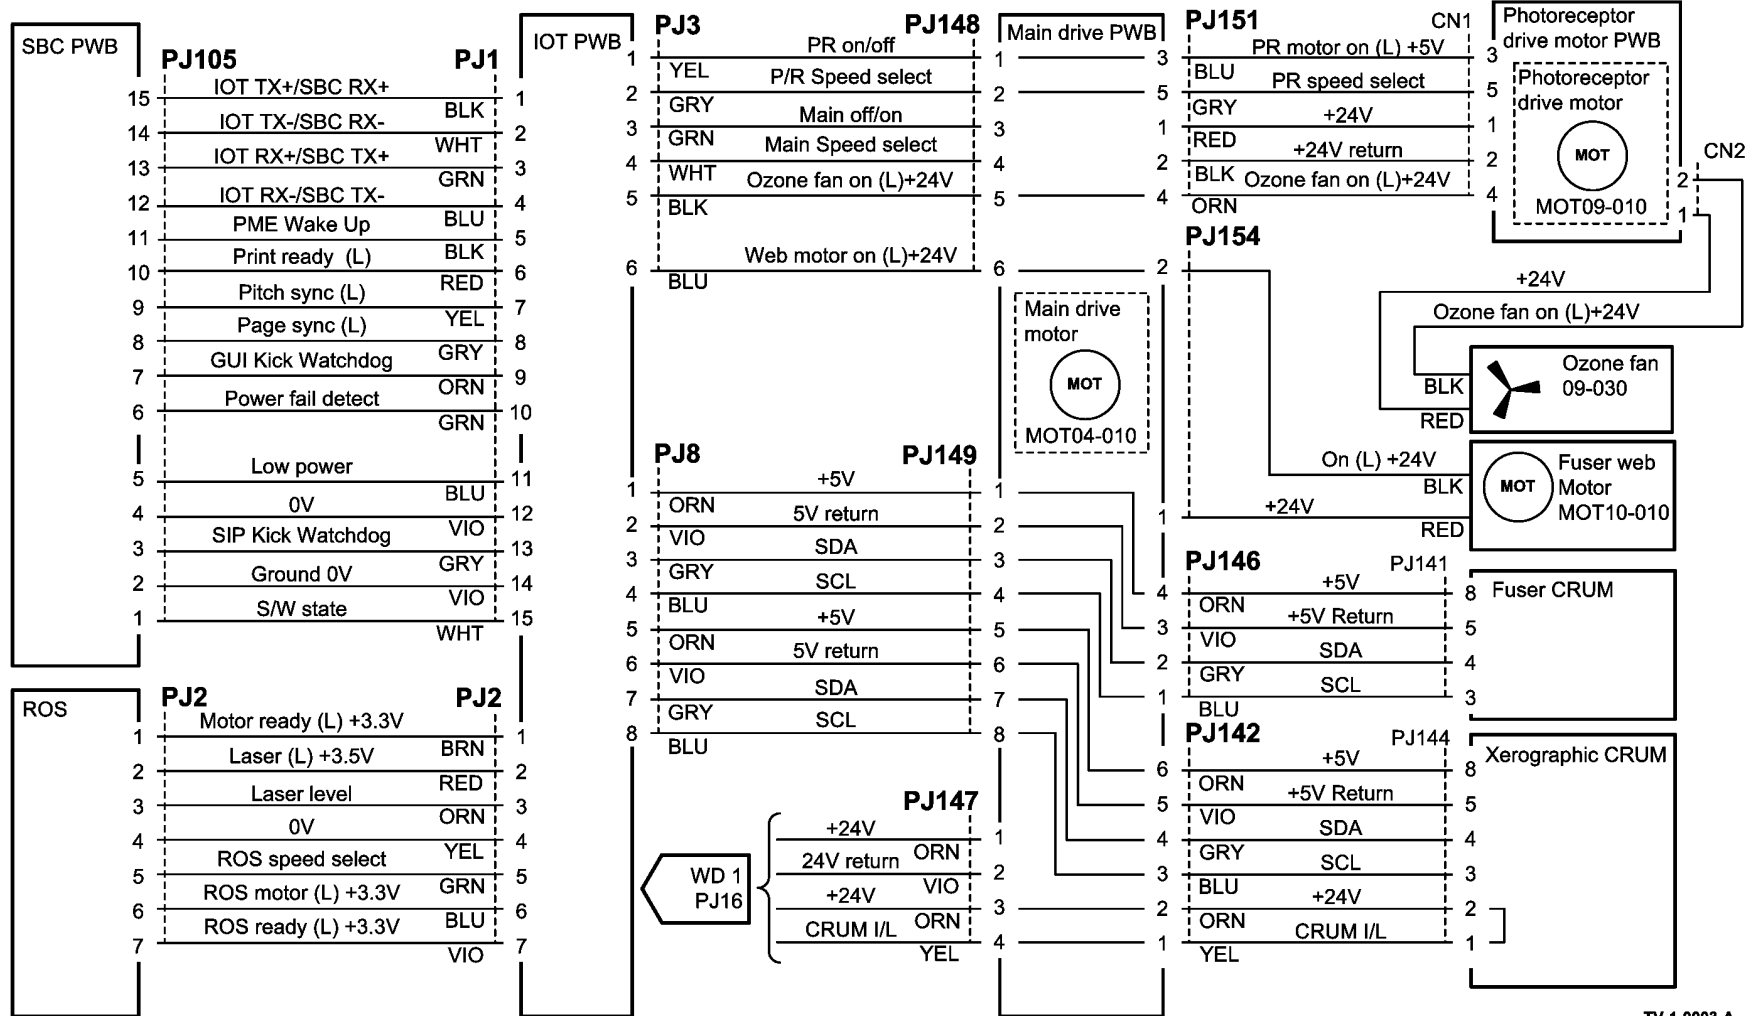 SBC PWB
PJ105
PJ1
15 IOT TX+/SBC RX+ BLK 1
14 IOT TX-/SBC RX- WHT 2
13 IOT RX+/SBC TX+ GRN 3
12 IOT RX-/SBC TX- BLU 4
11 PME Wake Up BLK 5
10 Print ready (L) RED 6
9 Pitch sync (L) YEL 7
8 Page sync (L) GRY 8
7 GUI Kick Watchdog ORN 9
6 Power fail detect GRN 10
5 Low power BLU 11
4 0V VIO 12
3 SIP Kick Watchdog GRY 13
2 Ground 0V VIO 14
1 S/W state WHT 15
ROS
PJ2
PJ2
1 Motor ready (L) +3.3V BRN 1
2 Laser (L) +3.5V RED 2
3 Laser level ORN 3
4 0V YEL 4
5 ROS speed select GRN 5
6 ROS motor (L) +3.3V BLU 6
7 ROS ready (L) +3.3V VIO 7
IOT PWB
PJ3
PJ148
1 YEL PR on/off 1
2 GRY P/R Speed select 2
3 GRN Main off/on 3
4 WHT Main Speed select 4
5 BLK Ozone fan on (L)+24V 5
6 BLU Web motor on (L)+24V 6
PJ8
PJ149
1 ORN +5V 1
2 VIO 5V return 2
3 GRY SDA 3
4 BLU SCL 4
5 ORN +5V 5
6 VIO 5V return 6
7 GRY SDA 7
8 BLU SCL 8
WD 1
PJ16
PJ147
+24V ORN 1
24V return VIO 2
+24V ORN 3
CRUM I/L YEL 4
Main drive PWB
Main drive
motor
MOT
MOT04-010
PJ151
CN1
3 BLU PR motor on (L) +5V 3
5 GRY PR speed select 5
1 RED +24V 1
2 BLK +24V return 2
4 ORN Ozone fan on (L)+24V 4
Photoreceptor
drive motor PWB
Photoreceptor
drive motor
MOT
MOT09-010
CN2
2
1
+24V
Ozone fan on (L)+24V
BLK
RED
Ozone fan
09-030
PJ154
2 On (L) +24V BLK
1 +24V RED
MOT
Fuser web
Motor
MOT10-010
PJ146
PJ141
4 ORN +5V 8
3 VIO +5V Return 5
2 GRY SDA 4
1 BLU SCL 3
Fuser CRUM
PJ142
PJ144
6 ORN +5V 8
5 VIO +5V Return 5
4 GRY SDA 4
3 BLU SCL 3
2 ORN +24V 2
1 YEL CRUM I/L 1
Xerographic CRUM